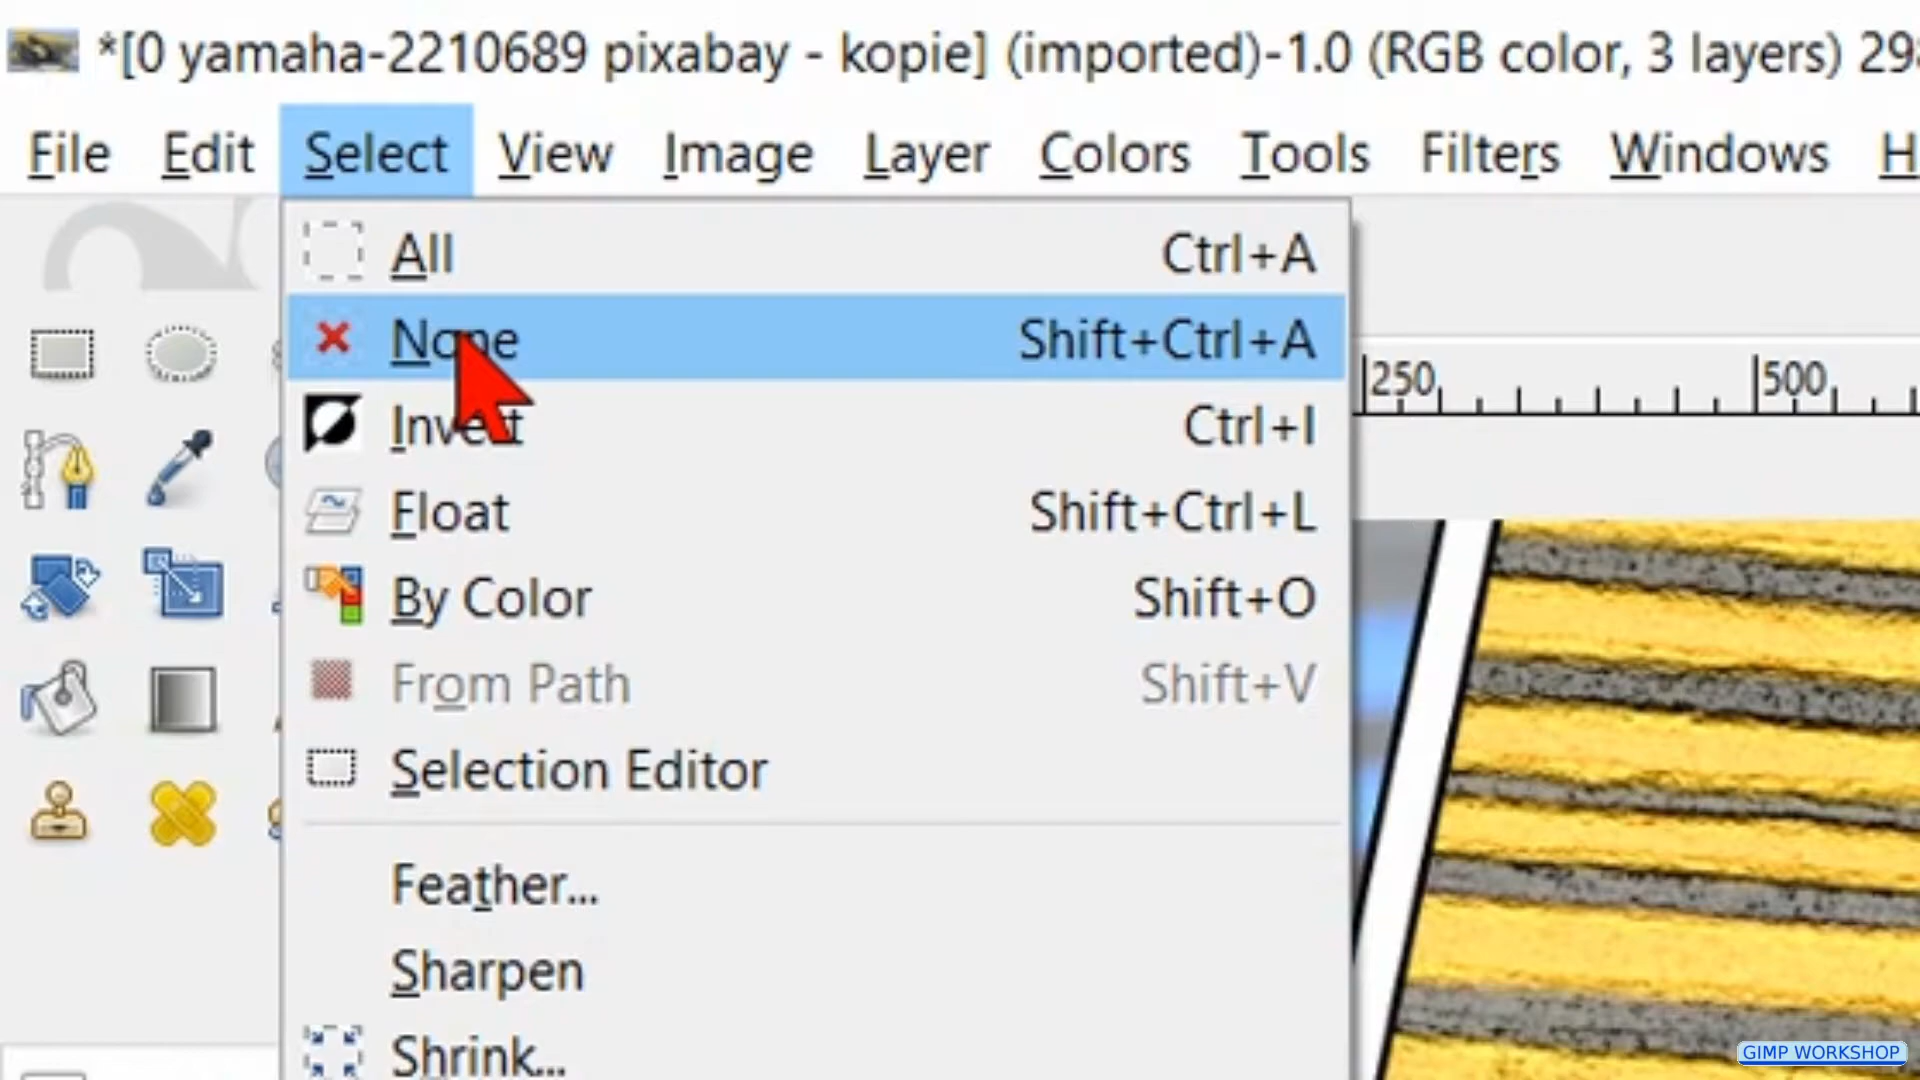 *[0 yamaha-2210689 pixabay - kopie] (imported)-1.0 (RGB color, 3 layers)
File Edit Select View Image Layer Colors Tools Filters Windows
All Ctrl+A
None Shift+Ctrl+A
Invert Ctrl+I
250 500
Float Shift+Ctrl+L
By Color Shift+O
From Path Shift+V
Selection Editor
Feather...
Sharpen
Shrink...
GIMP WORKSHOP